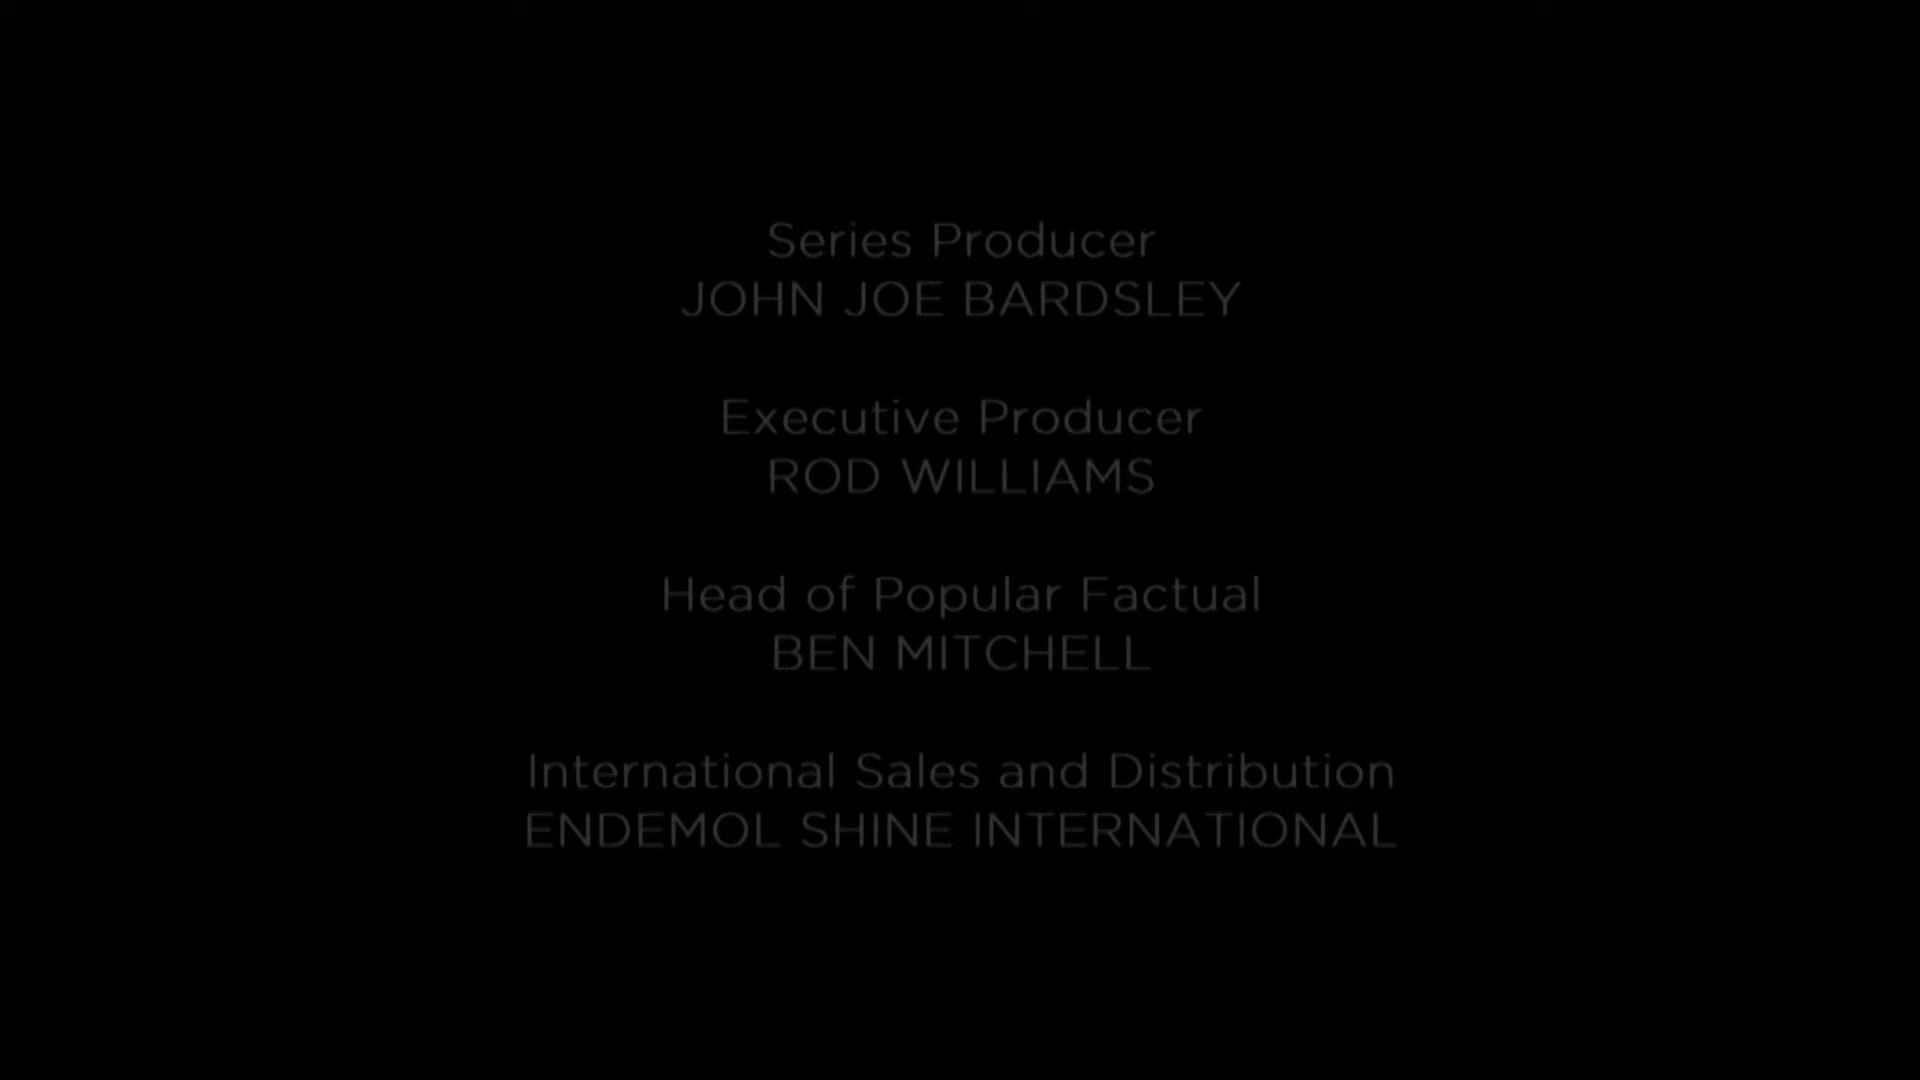 Series Producer
JOHN JOE BARDSLEY
Executive Producer
ROD WILLIAMS
Head of Popular Factual
BEN MITCHELL
International Sales and Distribution
ENDEMOL SHINE INTERNATIONAL